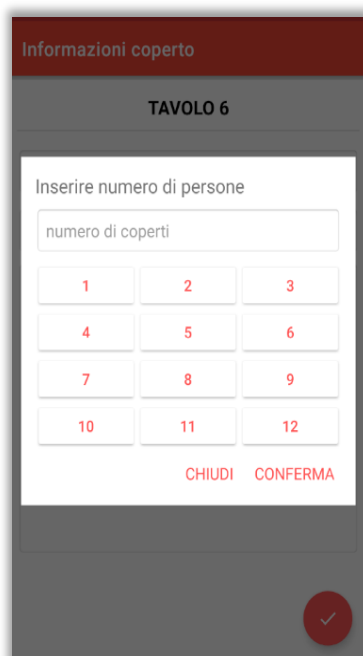 Informazioni coperto
TAVOLO 6
Inserire numero di persone
numero di coperti
1 2 3
4 5 6
7 8 9
10 11 12
CHIUDI CONFERMA